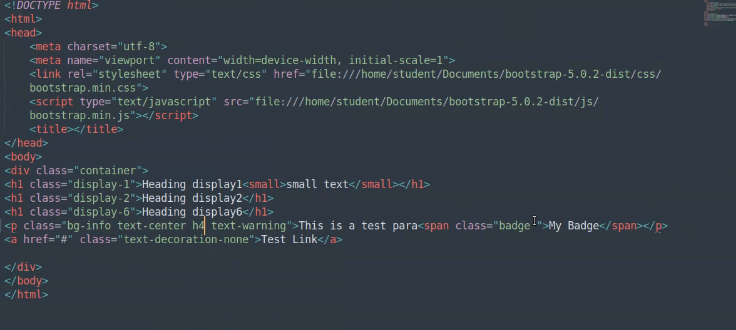 <!DOCTYPE html>
<html>
<head>
    <meta charset="utf-8">
    <meta name="viewport" content="width=device-width, initial-scale=1">
    <link rel="stylesheet" type="text/css" href="file:///home/student/Documents/bootstrap-5.0.2-dist/css/
    bootstrap.min.css">
    <script type="text/javascript" src="file:///home/student/Documents/bootstrap-5.0.2-dist/js/
    bootstrap.min.js"></script>
    <title></title>
</head>
<body>
<div class="container">
<h1 class="display-1">Heading display1<small>small text</small></h1>
<h1 class="display-2">Heading display2</h1>
<h1 class="display-6">Heading display6</h1>
<p class="bg-info text-center h4 text-warning">This is a test para<span class="badge ">My Badge</span></p>
<a href="#" class="text-decoration-none">Test Link</a>
</div>
</body>
</html>